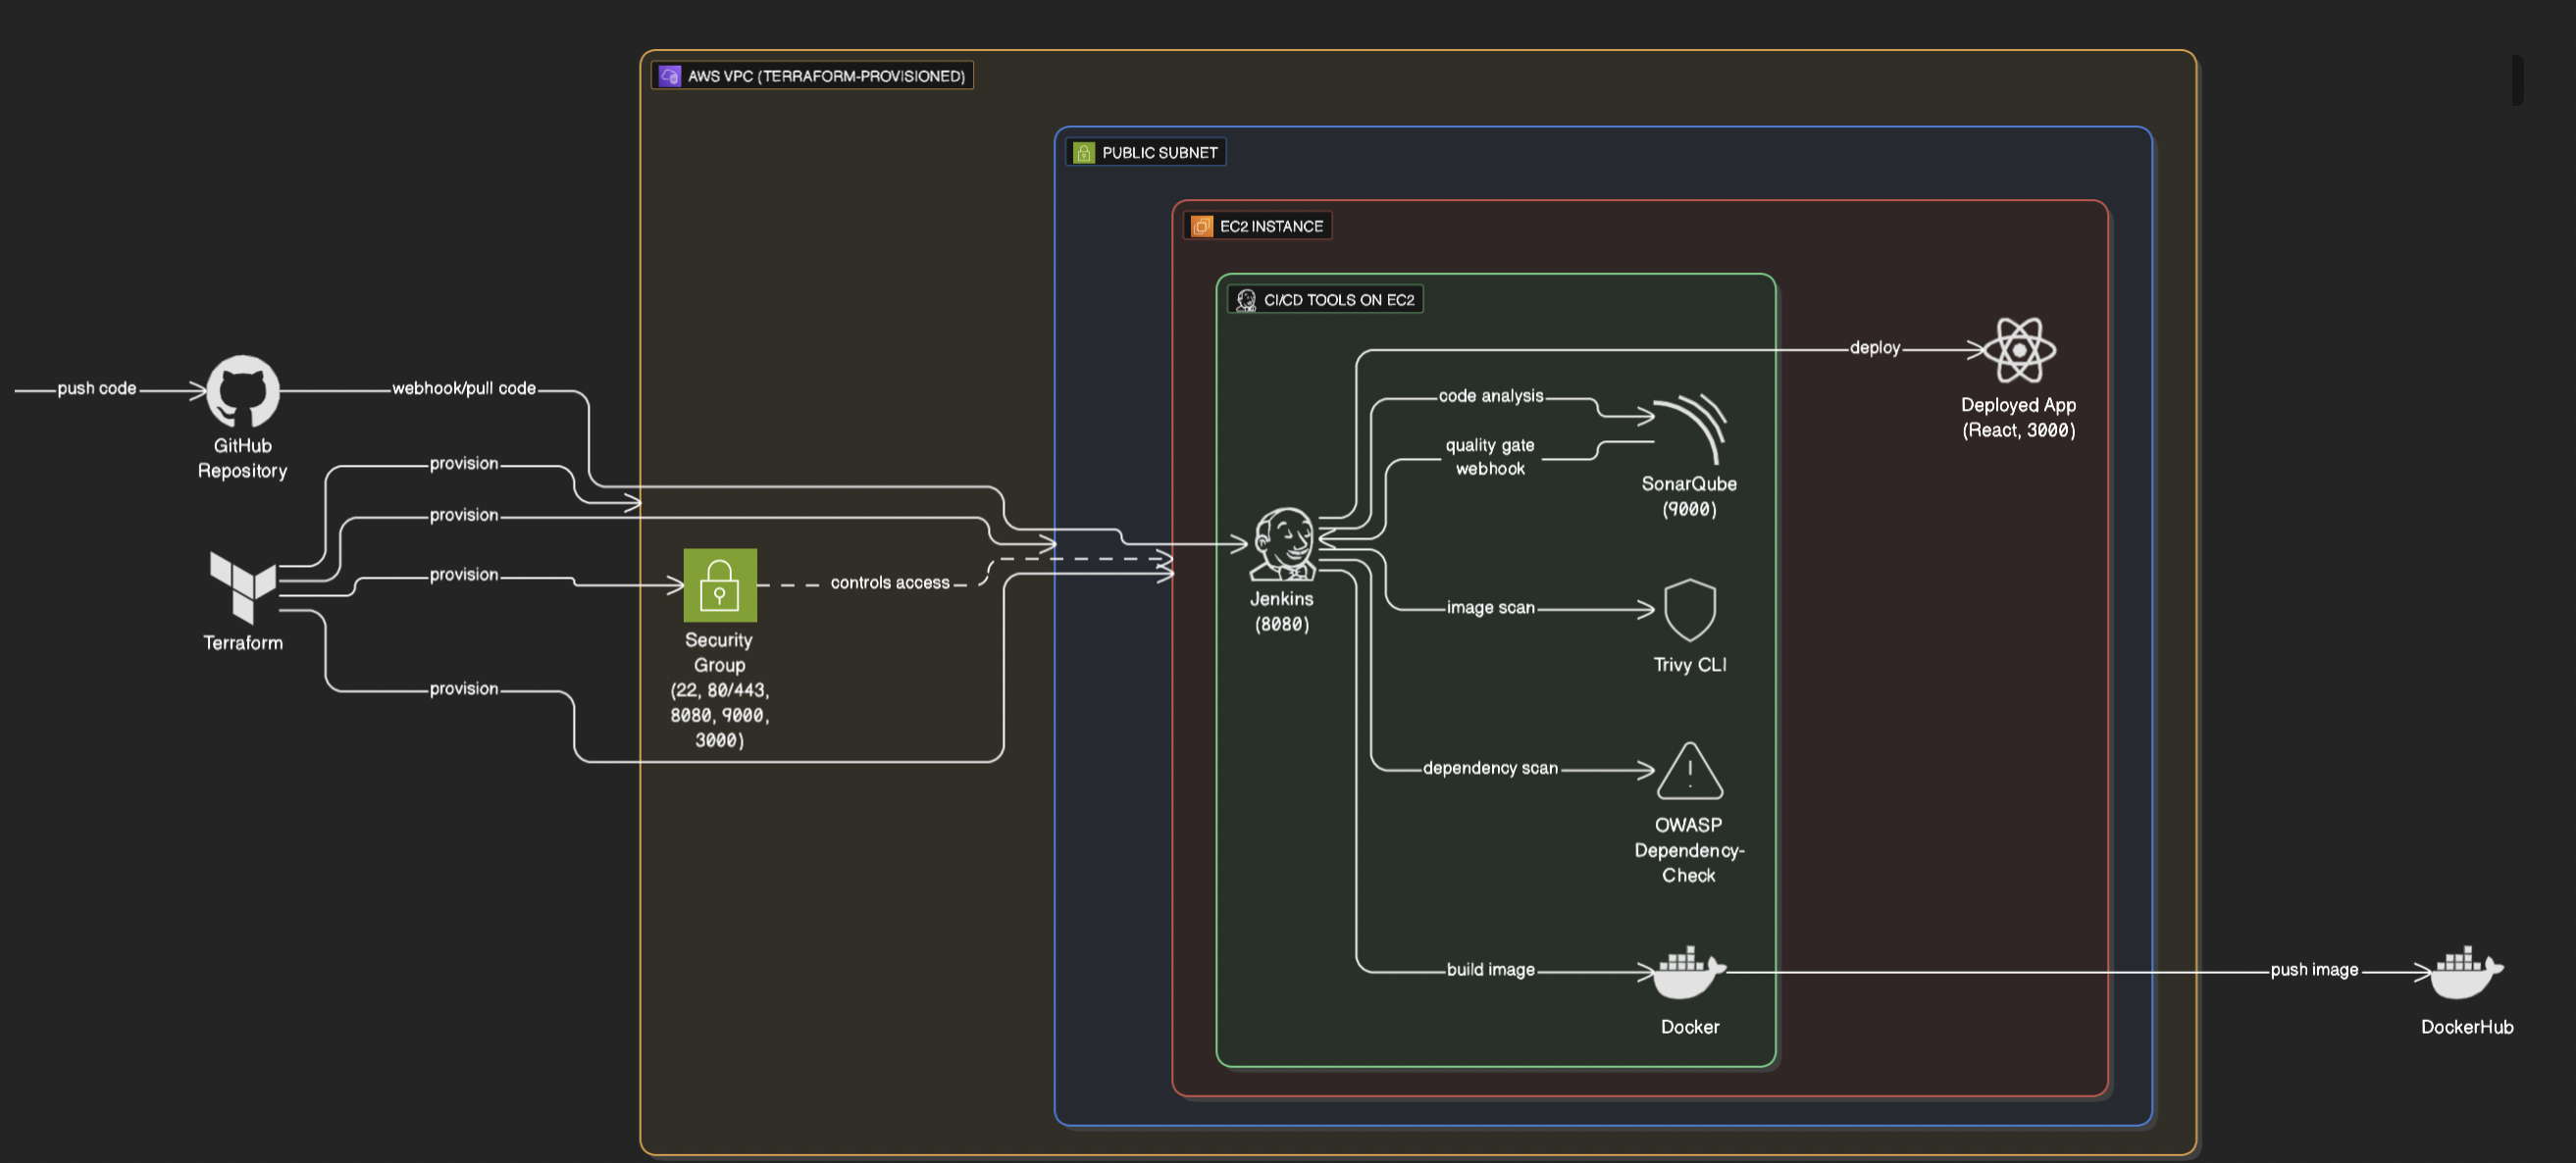 AWS VPC (TERRAFORM-PROVISIONED)
PUBLIC SUBNET
EC2 INSTANCE
CI/CD TOOLS ON EC2
push code
GitHub
Repository
webhook/pull code
provision
provision
provision
provision
Terraform
Security
Group
(22, 80/443,
8080, 9000,
3000)
controls access
Jenkins
(8080)
deploy
Deployed App
(React, 3000)
code analysis
quality gate
webhook
SonarQube
(9000)
image scan
Trivy CLI
dependency scan
OWASP
Dependency-
Check
build image
Docker
push image
DockerHub